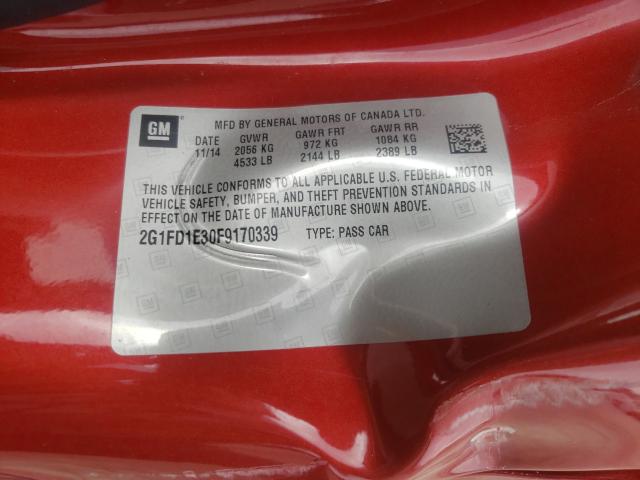 GM
MFD BY GENERAL MOTORS OF CANADA LTD.
DATE GVWR GAWR FRT GAWR RR
11/14 2056 KG 972 KG 1084 KG
4533 LB 2144 LB 2389 LB
THIS VEHICLE CONFORMS TO ALL APPLICABLE U.S. FEDERAL MOTOR
VEHICLE SAFETY, BUMPER, AND THEFT PREVENTION STANDARDS IN
EFFECT ON THE DATE OF MANUFACTURE SHOWN ABOVE.
2G1FD1E30F9170339 TYPE: PASS CAR